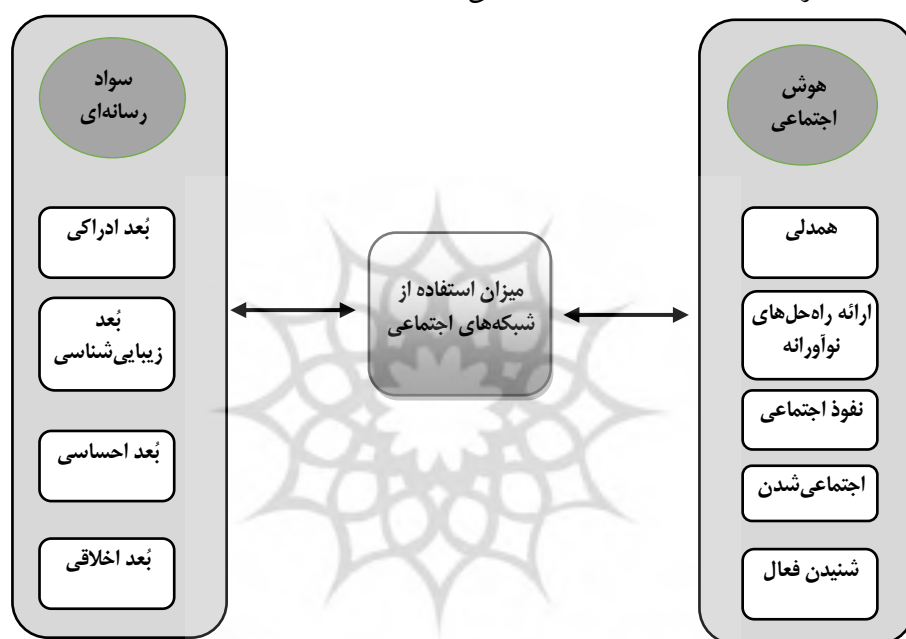 هوش
اجتماعی
همدلی
ارائه راه‌حل‌های
نوآورانه
نفوذ اجتماعی
اجتماعی‌شدن
شنیدن فعال
میزان استفاده از
شبکه‌های اجتماعی
سواد
رسانه‌ای
بُعد ادراکی
بُعد
زیبایی‌شناسی
بُعد احساسی
بُعد اخلاقی